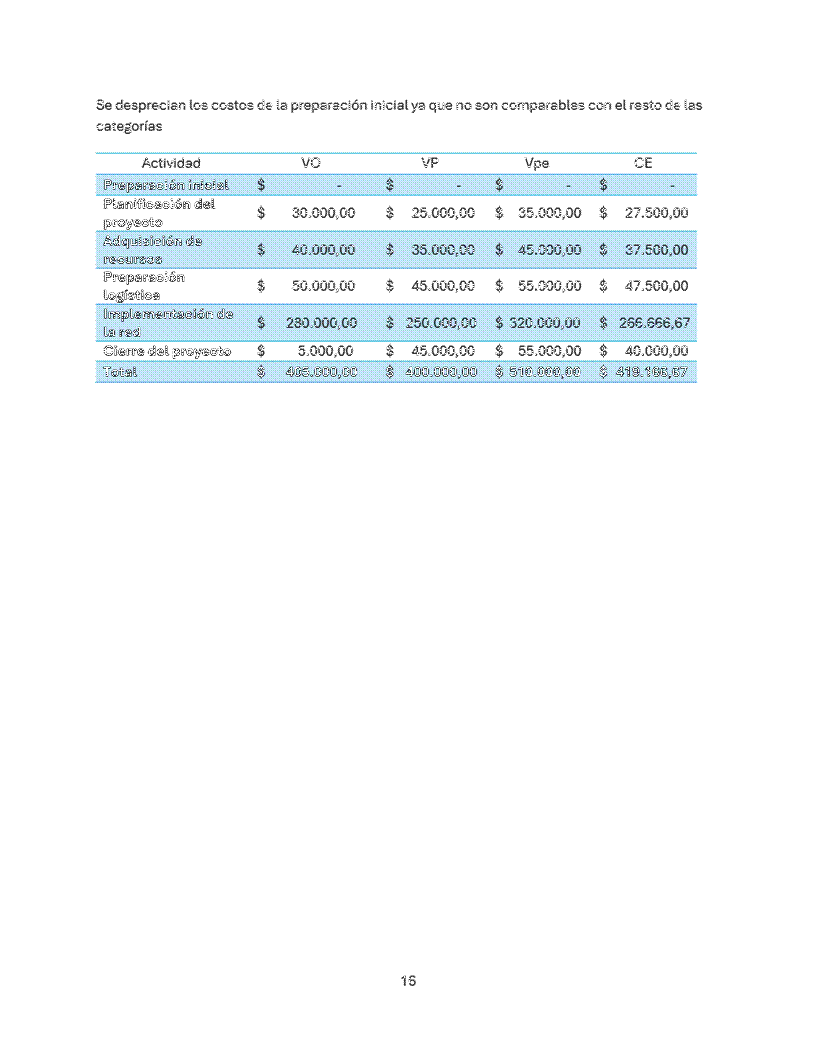 Se desprecian los costos de la preparación inicial ya que no son comparables con el resto de las
categorías
Actividad VO VP Vpe CE
Preparación inicial $ - $ - $ - $ -
Planificación del
proyecto $ 30.000,00 $ 25.000,00 $ 35.000,00 $ 27.500,00
Adquisición de
recursos $ 40.000,00 $ 35.000,00 $ 45.000,00 $ 37.500,00
Preparación
logística $ 50.000,00 $ 45.000,00 $ 55.000,00 $ 47.500,00
Implementación de
la red $ 280.000,00 $ 250.000,00 $ 320.000,00 $ 266.666,67
Cierre del proyecto $ 5.000,00 $ 45.000,00 $ 55.000,00 $ 40.000,00
Total $ 405.000,00 $ 400.000,00 $ 510.000,00 $ 419.166,67
15